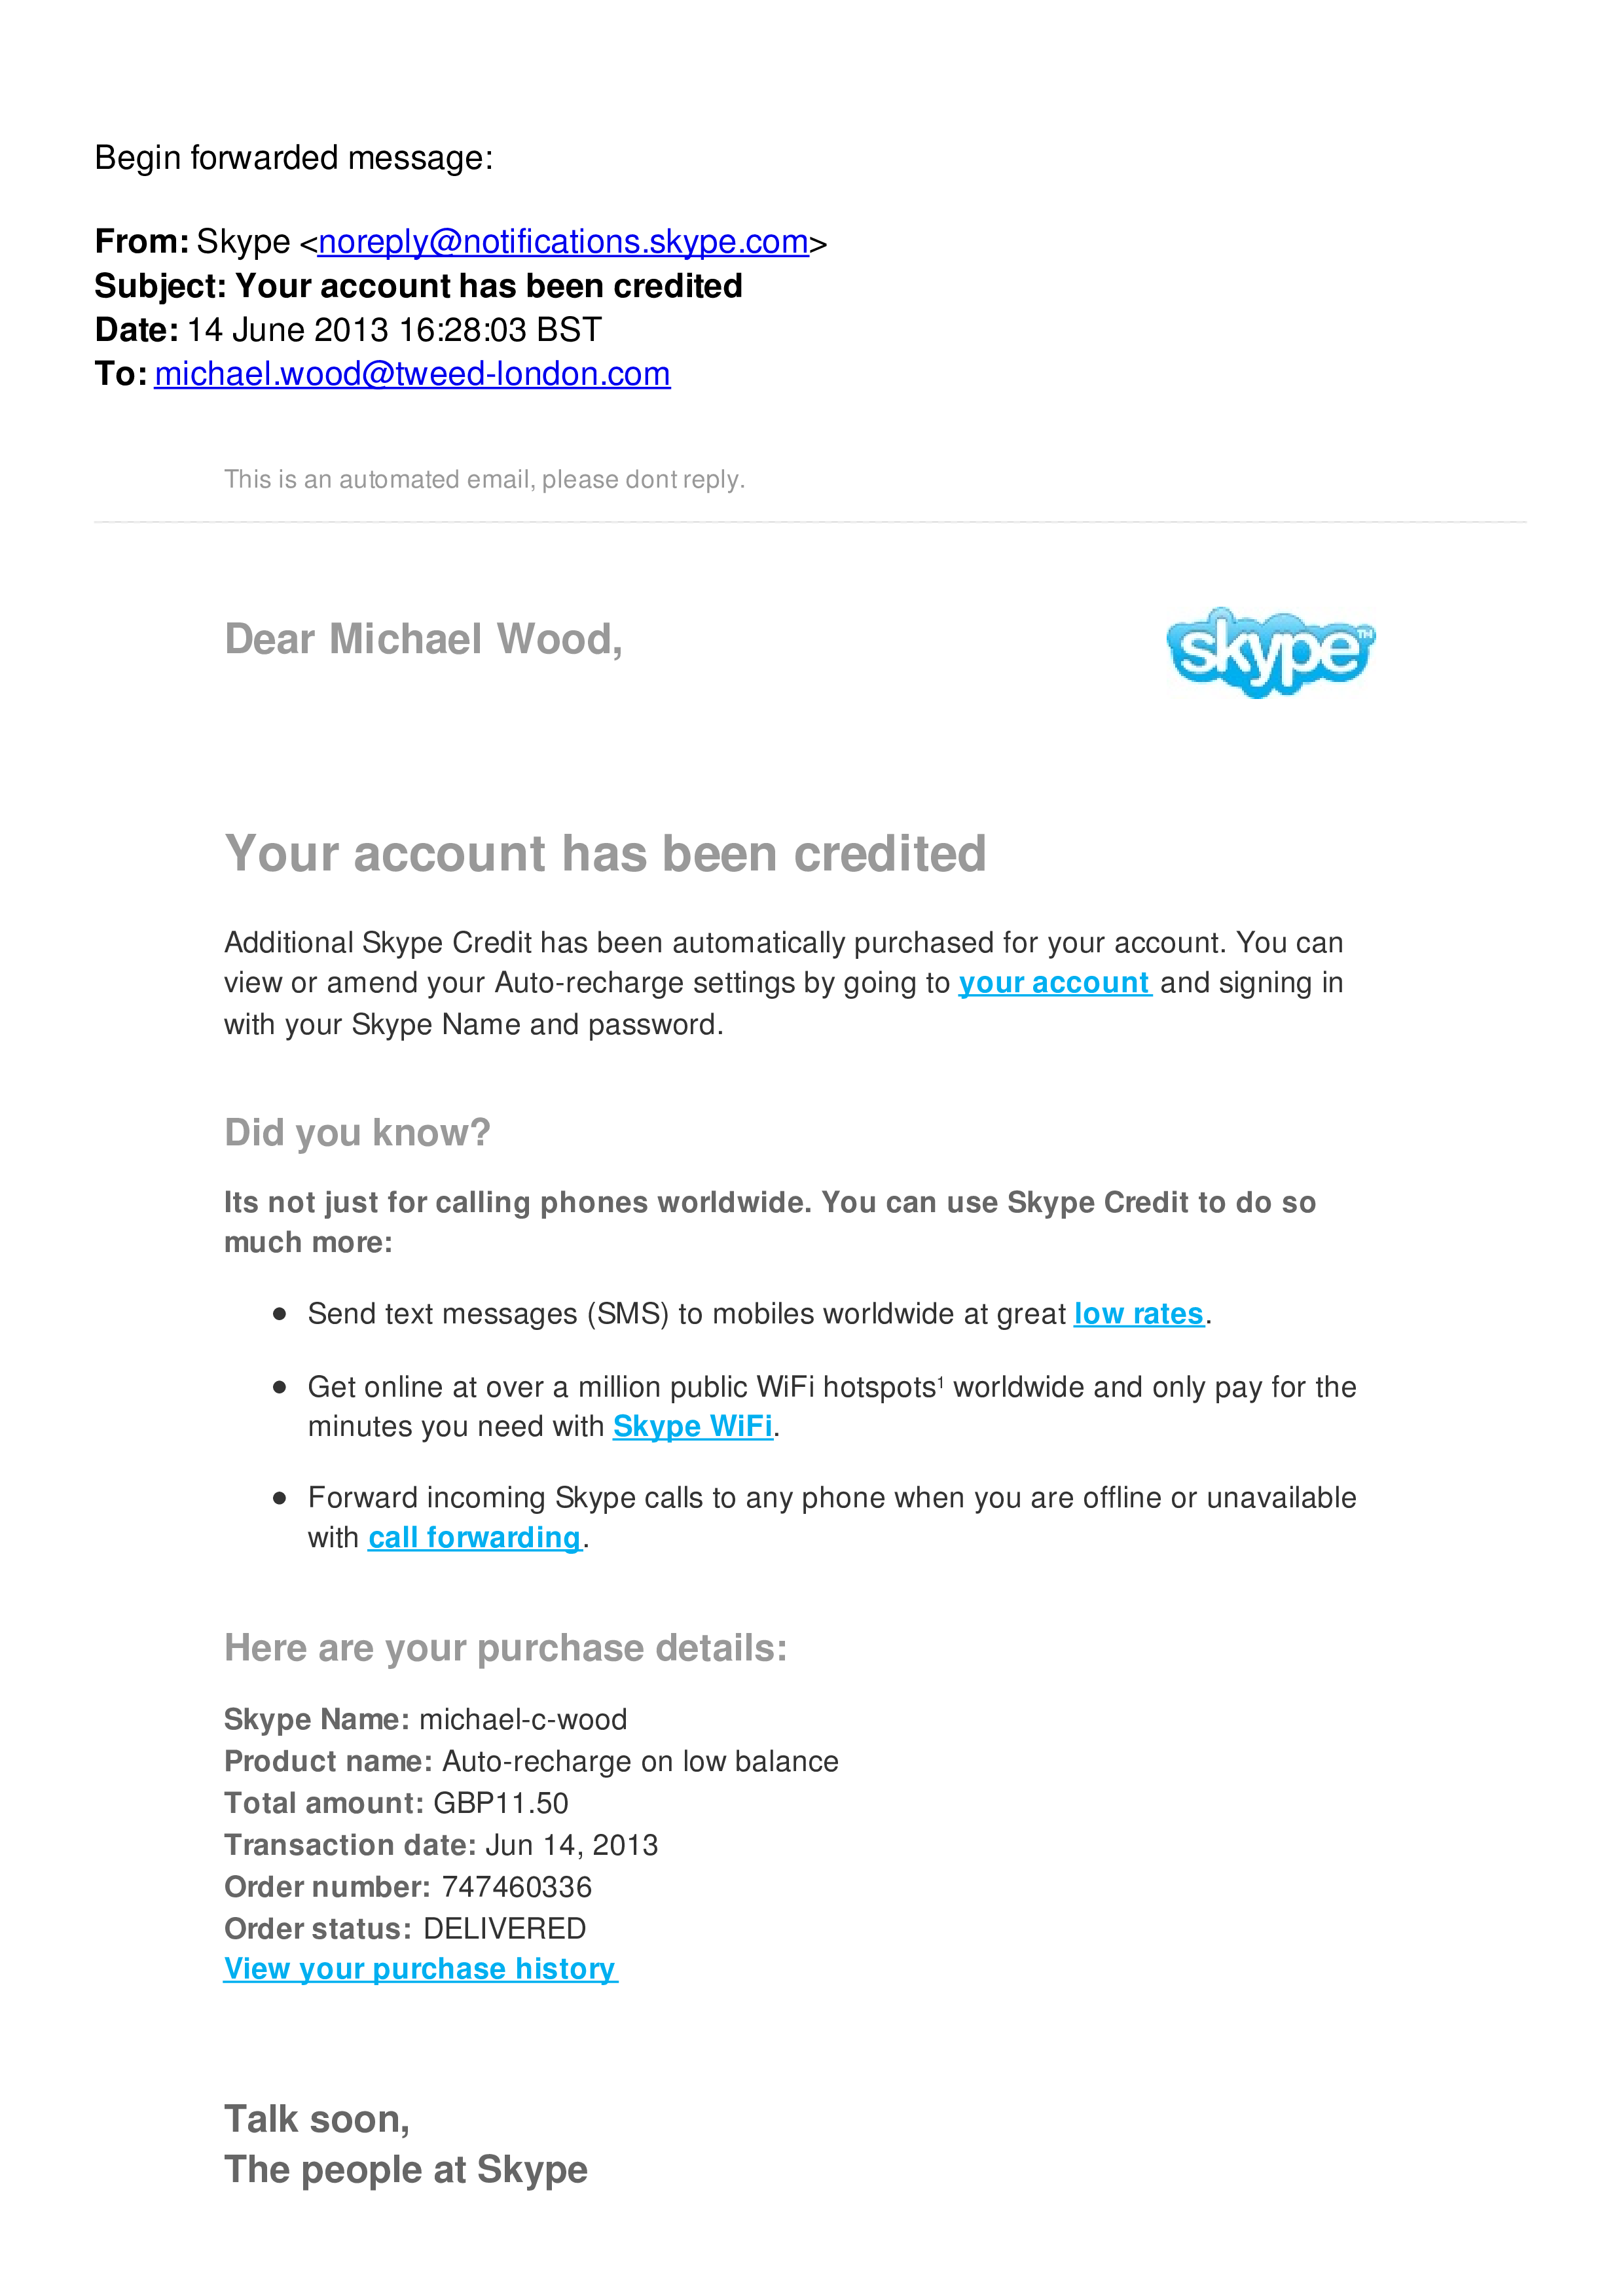 Begin forwarded message:
From: Skype <noreply@notifications.skype.com>
Subject: Your account has been credited
Date: 14 June 2013 16:28:03 BST
To: michael.wood@tweed-london.com
This is an automated email, please dont reply.
Dear Michael Wood,
skype™
Your account has been credited
Additional Skype Credit has been automatically purchased for your account. You can
view or amend your Auto-recharge settings by going to your account and signing in
with your Skype Name and password.
Did you know?
Its not just for calling phones worldwide. You can use Skype Credit to do so
much more:
● Send text messages (SMS) to mobiles worldwide at great low rates.
● Get online at over a million public WiFi hotspots¹ worldwide and only pay for the
minutes you need with Skype WiFi.
● Forward incoming Skype calls to any phone when you are offline or unavailable
with call forwarding.
Here are your purchase details:
Skype Name: michael-c-wood
Product name: Auto-recharge on low balance
Total amount: GBP11.50
Transaction date: Jun 14, 2013
Order number: 747460336
Order status: DELIVERED
View your purchase history
Talk soon,
The people at Skype